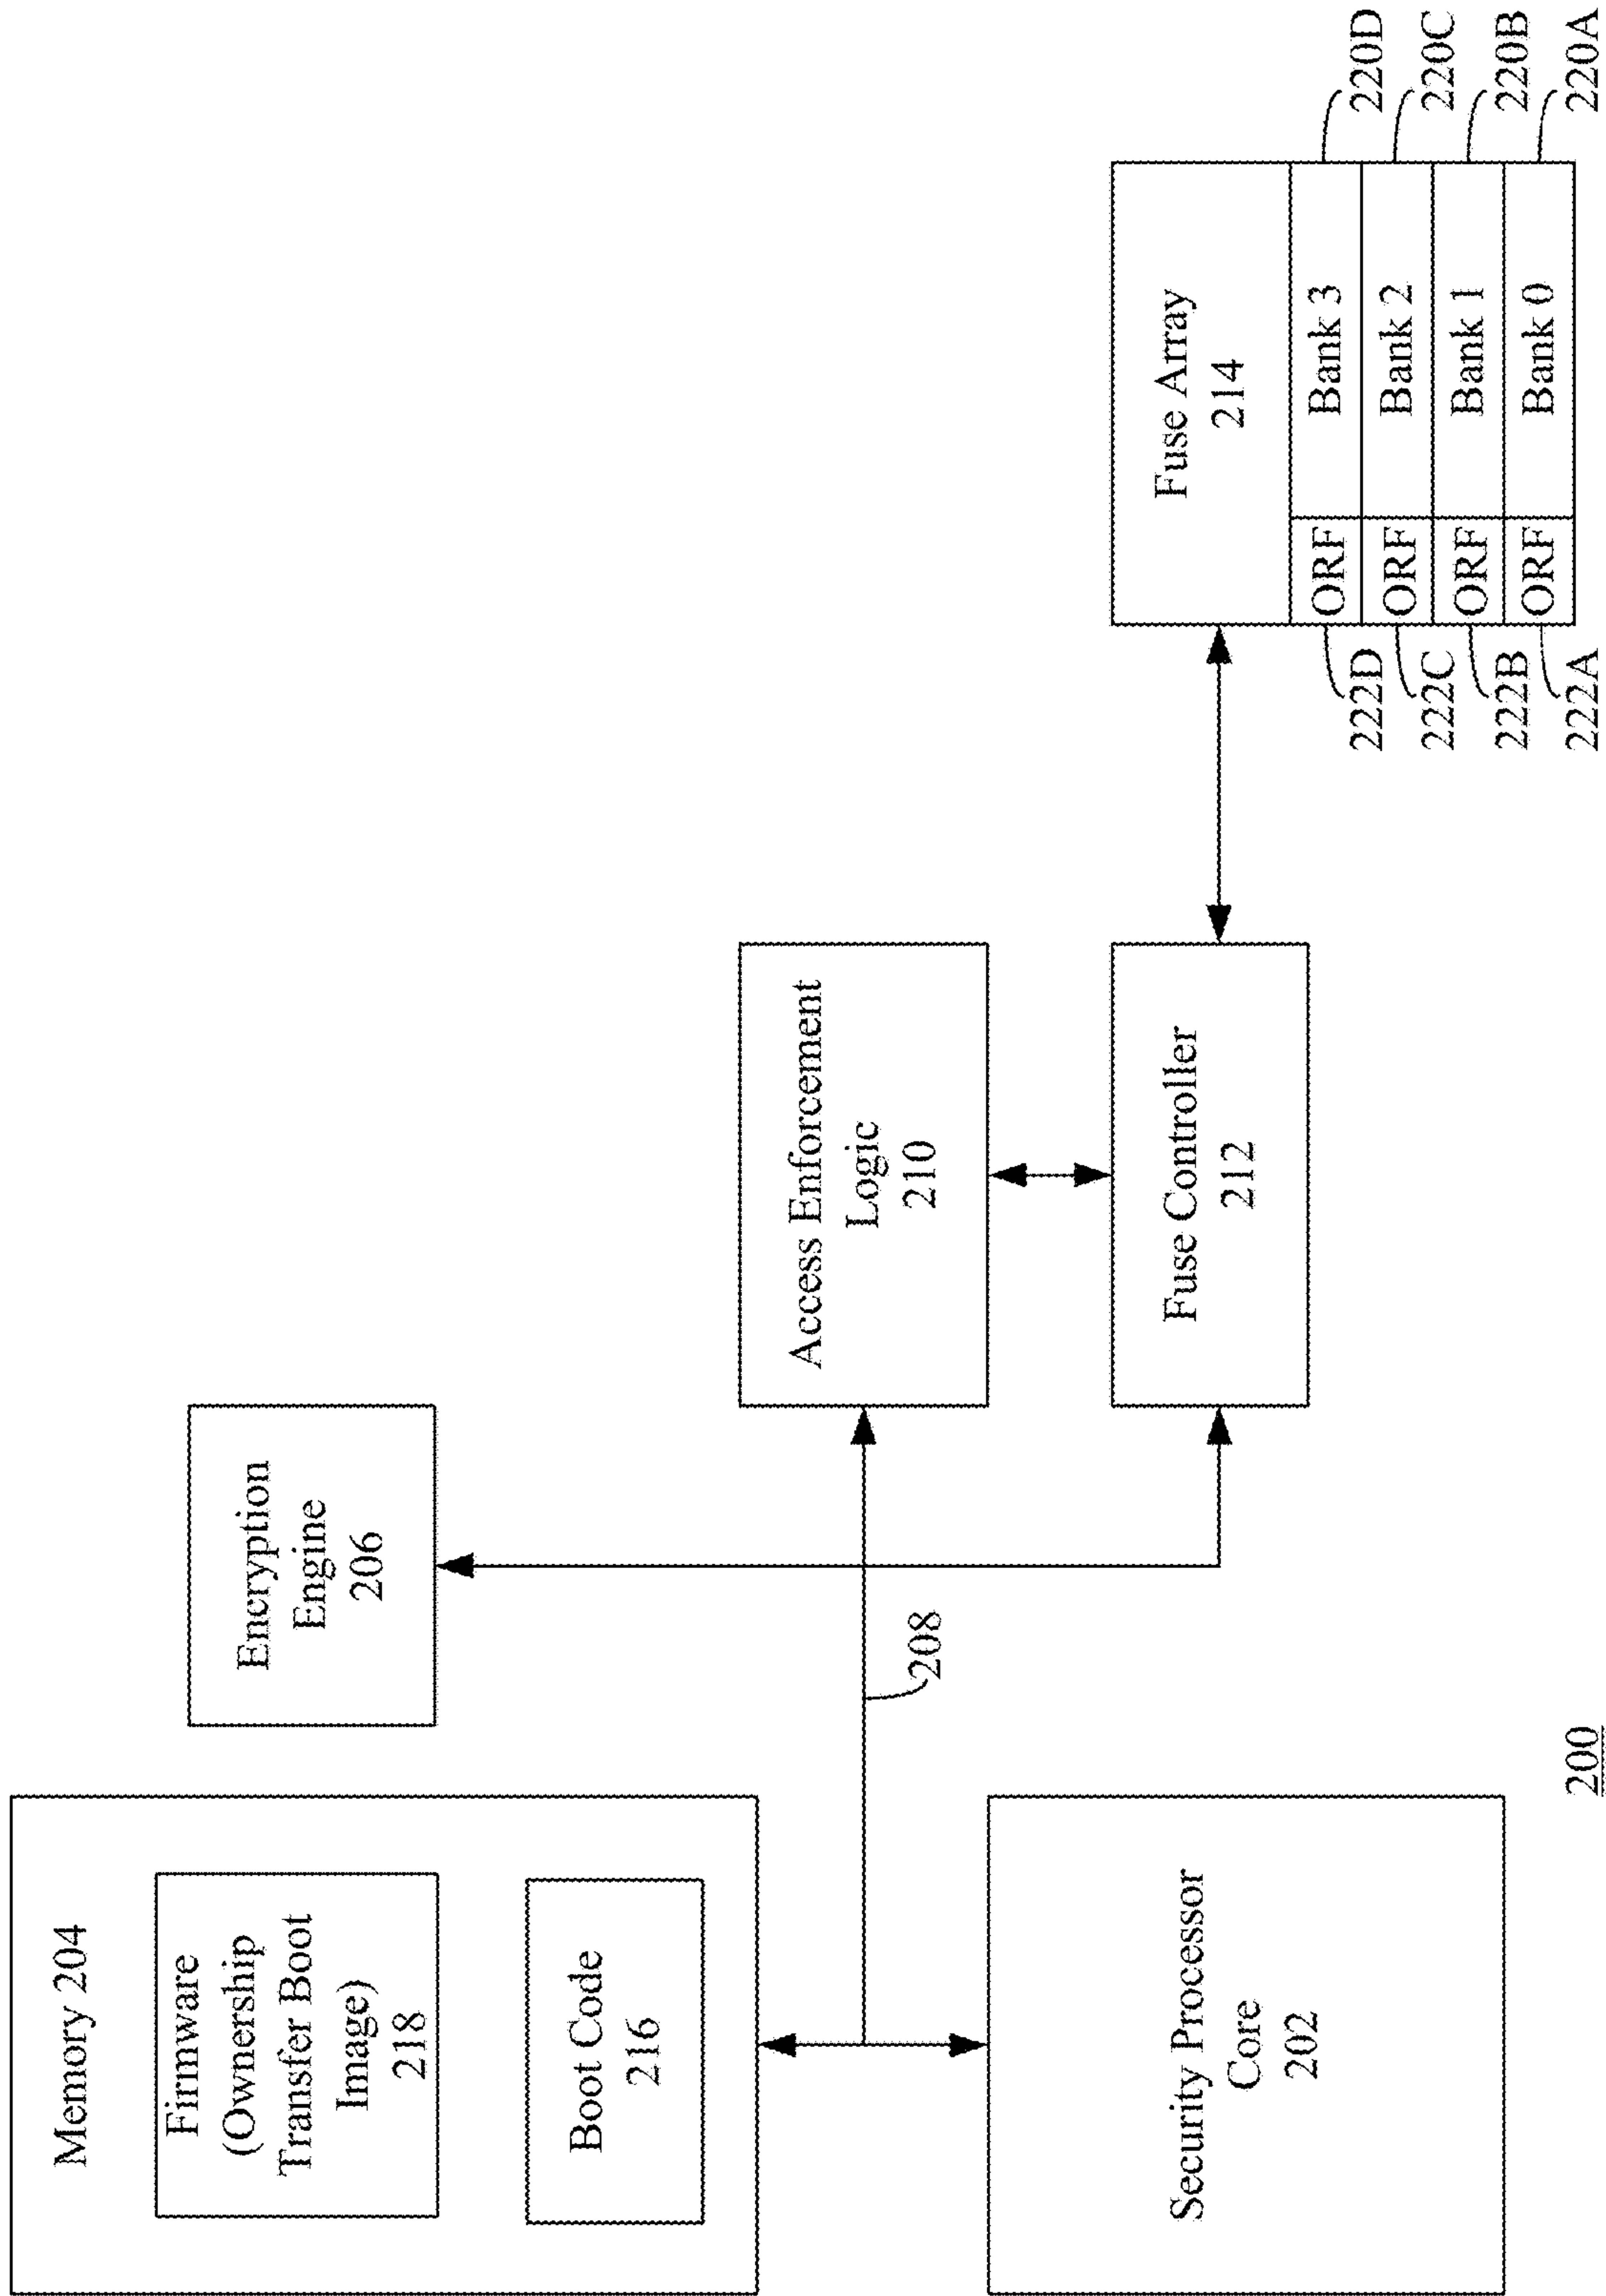 Memory 204
Firmware
(Ownership
Transfer Boot
Image)
218
Boot Code
216
Security Processor
Core
202
Encryption
Engine
206
208
Access Enforcement
Logic
210
Fuse Controller
212
Fuse Array
214
222D
ORF
Bank 3
220D
222C
ORF
Bank 2
220C
222B
ORF
Bank 1
220B
222A
ORF
Bank 0
220A
200